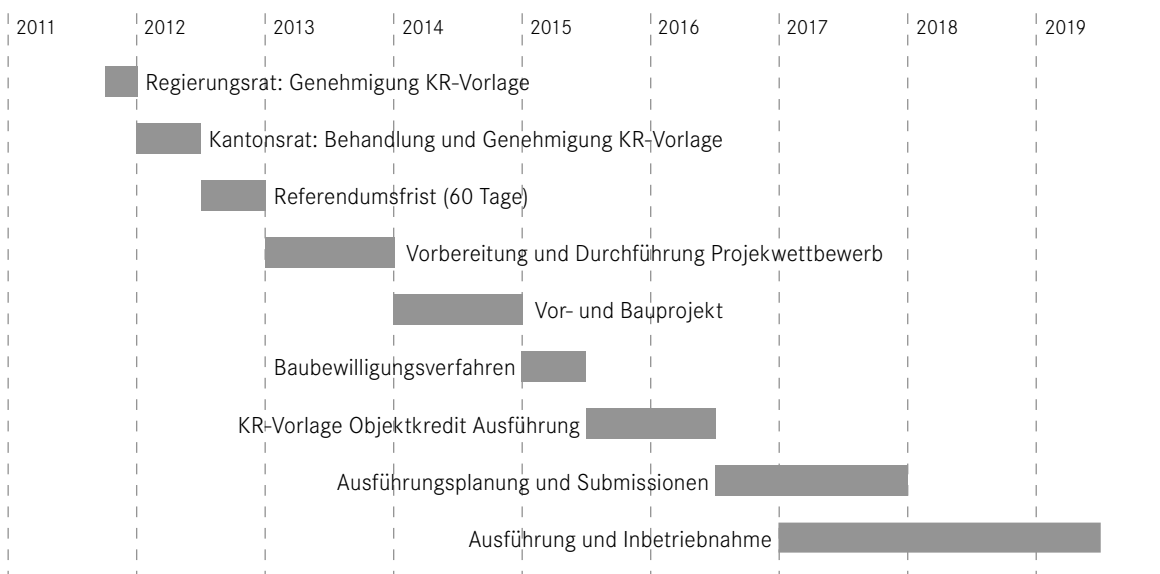 2011 2012 2013 2014 2015 2016 2017 2018 2019
Regierungsrat: Genehmigung KR-Vorlage
Kantonsrat: Behandlung und Genehmigung KR-Vorlage
Referendumsfrist (60 Tage)
Vorbereitung und Durchführung Projekwettbewerb
Vor- und Bauprojekt
Baubewilligungsverfahren
KR-Vorlage Objektkredit Ausführung
Ausführungsplanung und Submissionen
Ausführung und Inbetriebnahme